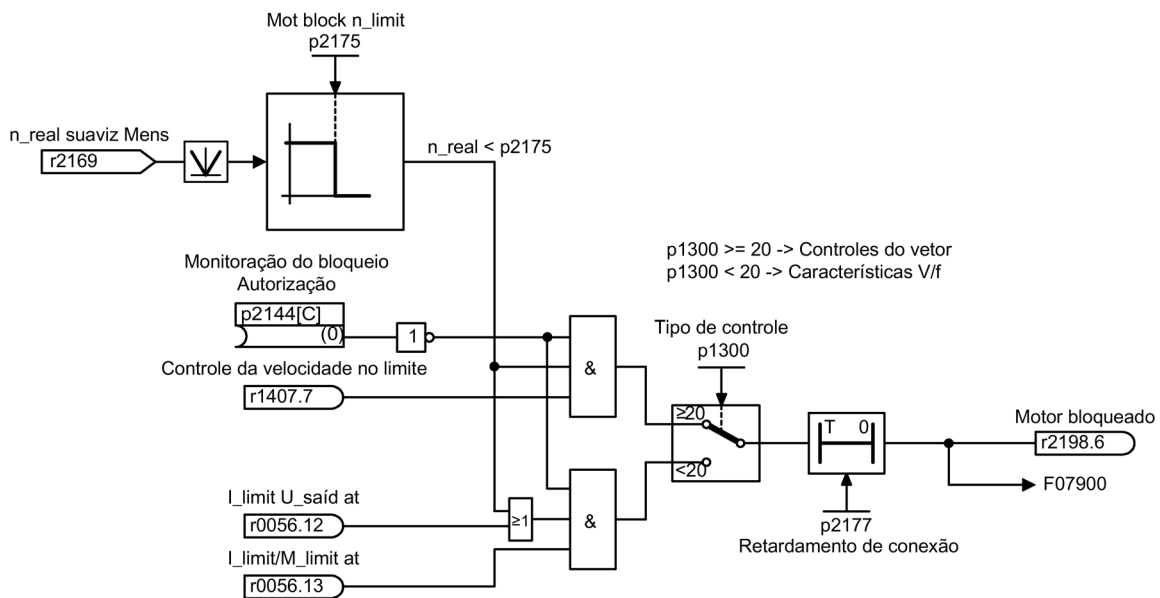 Mot block n_limit
p2175
n_real suaviz Mens
r2169
n_real < p2175
p1300 >= 20 -> Controles do vetor
p1300 < 20 -> Características V/f
Monitoração do bloqueio
Autorização
p2144[C]
(0)
1
Tipo de controle
p1300
Controle da velocidade no limite
r1407.7
&
≥20
<20
T 0
Motor bloqueado
r2198.6
F07900
I_limit U_saíd at
r0056.12
≥1
&
p2177
Retardamento de conexão
I_limit/M_limit at
r0056.13